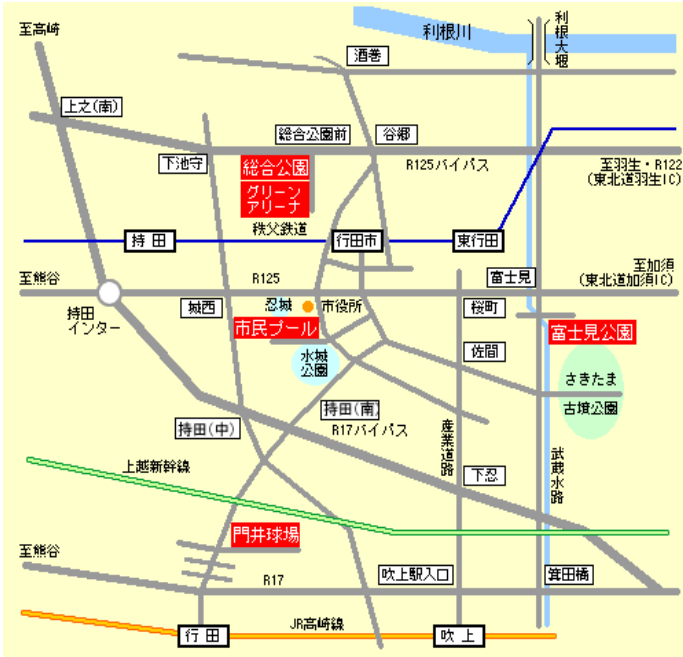 至高崎
利根川
利根大堰
酒巻
上之(南)
総合公園前
谷郷
下池守
総合公園
R125バイパス
至羽生・R122
(東北道羽生IC)
グリーン
アリーナ
秩父鉄道
持田
行田市
東行田
至熊谷
R125
富士見
至加須
(東北道加須IC)
持田
インター
城西
忍城
市役所
桜町
市民プール
富士見公園
水城
公園
佐間
さきたま
古墳公園
持田(南)
持田(中)
R17バイパス
産業道路
武蔵水路
上越新幹線
下忍
門井球場
至熊谷
R17
吹上駅入口
箕田橋
行田
JR高崎線
吹上